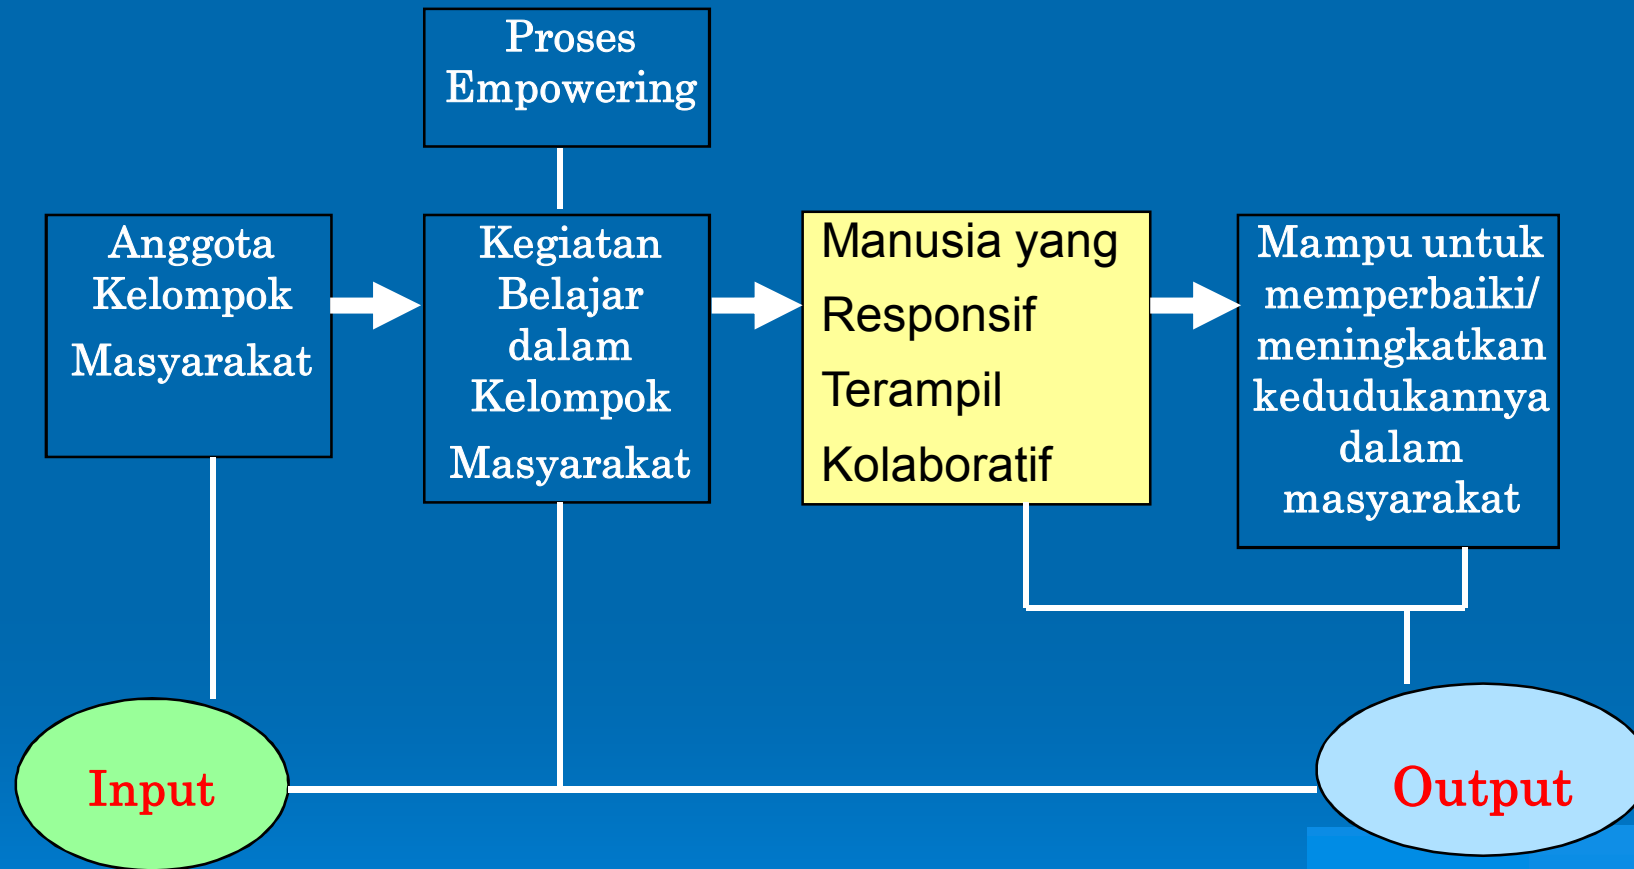 Proses
Empowering
Anggota
Kelompok
Masyarakat
Kegiatan
Belajar
dalam
Kelompok
Masyarakat
Manusia yang
Responsif
Terampil
Kolaboratif
Mampu untuk
memperbaiki/
meningkatkan
kedudukannya
dalam
masyarakat
Input
Output